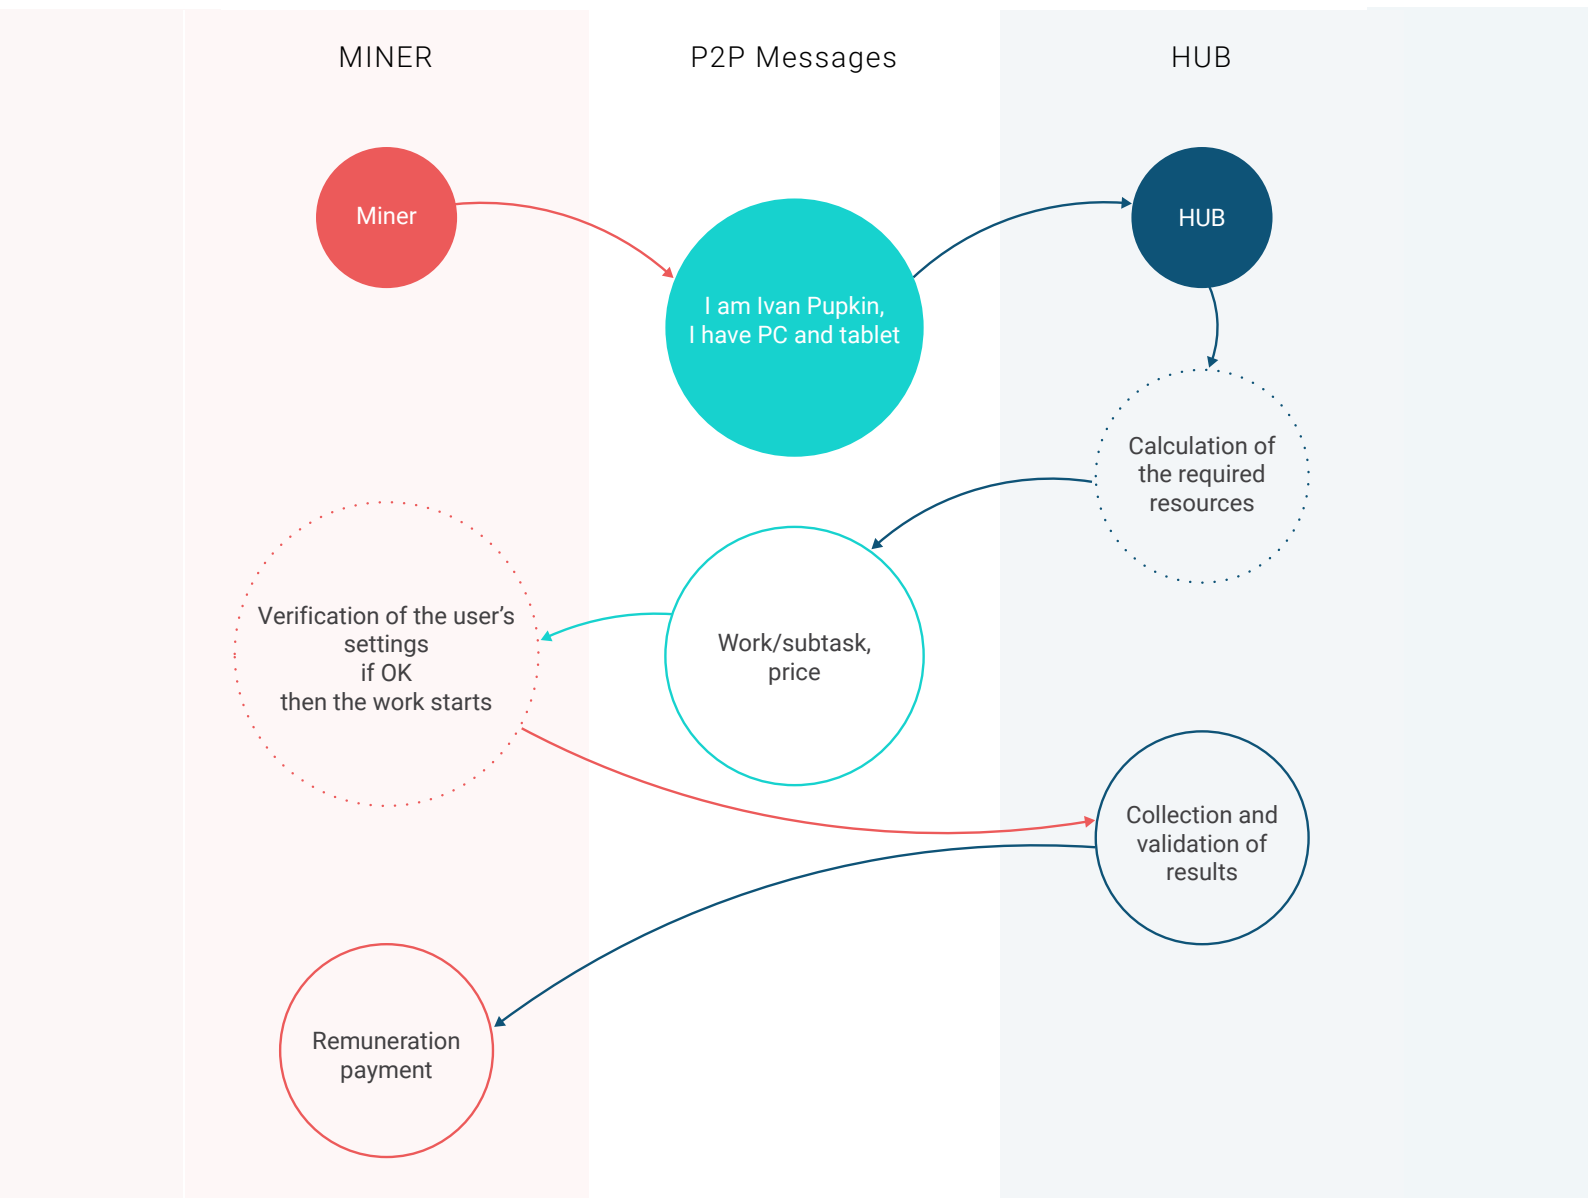 MINER
P2P Messages
HUB
Miner
I am Ivan Pupkin,
I have PC and tablet
HUB
Calculation of
the required
resources
Work/subtask,
price
Verification of the user’s
settings
if OK
then the work starts
Collection and
validation of
results
Remuneration
payment